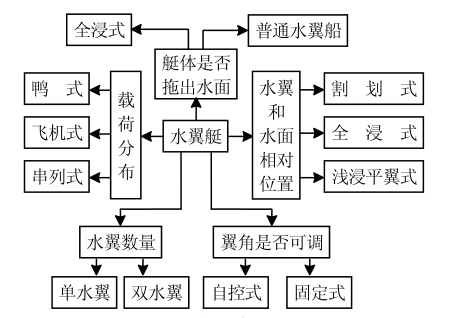 全浸式
普通水翼船
艇体是否
拖出水面
鸭 式
飞机式
串列式
载
荷
分
布
水翼艇
水翼
和
水面
相对
位置
割 划 式
全 浸 式
浅浸平翼式
水翼数量
翼角是否可调
单水翼
双水翼
自控式
固定式